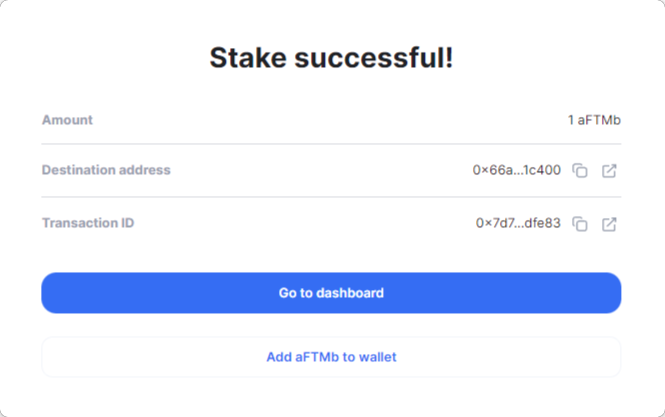 Stake successful!
Amount 1 aFTMb
Destination address 0×66a...1c400
Transaction ID 0×7d7...dfe83
Go to dashboard
Add aFTMb to wallet